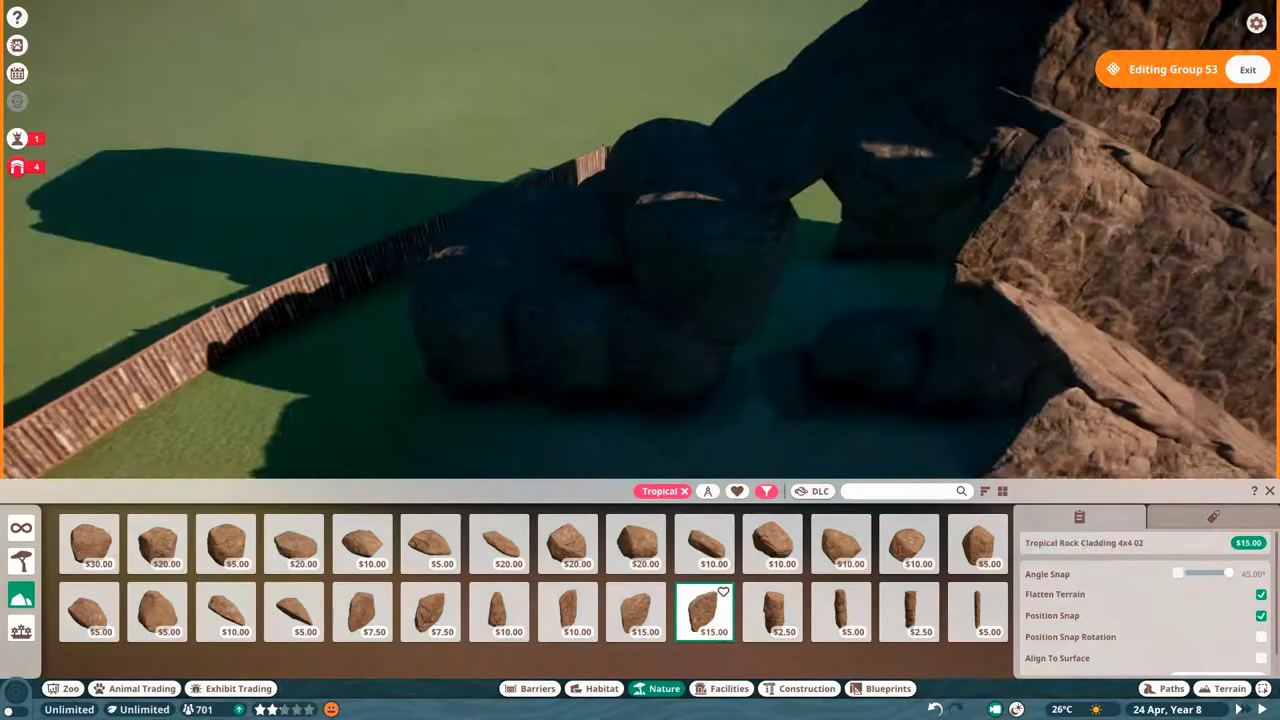 ?
Editing Group 53
Exit
1
4
Tropical ×
DLC
? ×
$30.00 $20.00 $5.00 $20.00 $10.00 $5.00 $20.00 $20.00 $20.00 $10.00 $10.00 $10.00 $10.00 $5.00
$5.00 $5.00 $10.00 $5.00 $7.50 $7.50 $10.00 $10.00 $15.00 $15.00 $2.50 $5.00 $2.50 $5.00
Tropical Rock Cladding 4x4 02 $15.00
Angle Snap 45.00°
Flatten Terrain
Position Snap
Position Snap Rotation
Align To Surface
Zoo Animal Trading Exhibit Trading Barriers Habitat Nature Facilities Construction Blueprints Paths Terrain
Unlimited Unlimited 701 26°C 24 Apr, Year 8